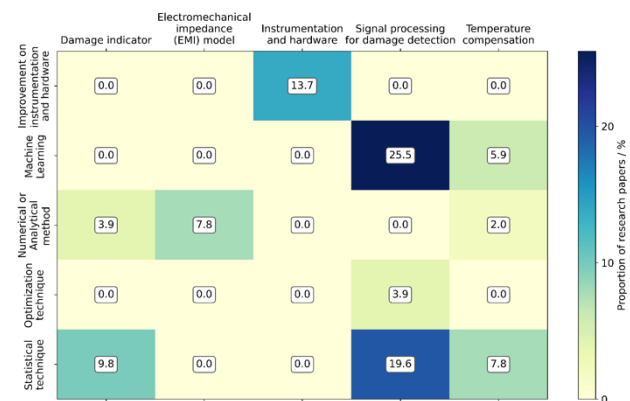 Damage indicator
Electromechanical
impedance
(EMI) model
Instrumentation
and hardware
Signal processing
for damage detection
Temperature
compensation
Improvement on
instrumentation
and hardware
0.0 0.0 13.7 0.0 0.0
Machine
Learning
0.0 0.0 0.0 25.5 5.9
Numerical or
Analytical
method
3.9 7.8 0.0 0.0 2.0
Optimization
technique
0.0 0.0 0.0 3.9 0.0
Statistical
technique
9.8 0.0 0.0 19.6 7.8
20
10
0
Proportion of research papers / %